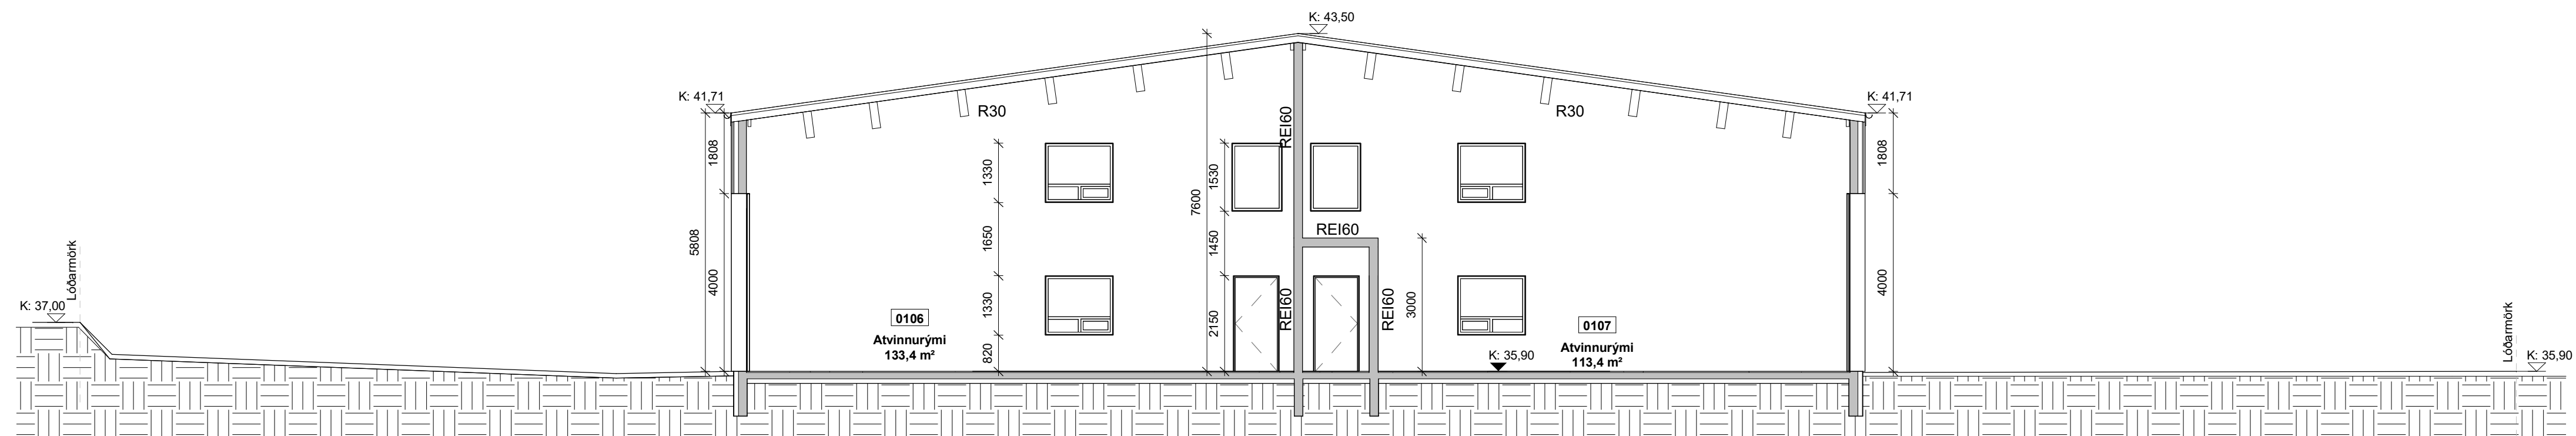 K: 43,50
K: 41,71
K: 41,71
R30
R30
REI60
1808
1330
1530
1808
7600
5808
1650
1450
REI60
Lóðarmörk
4000
4000
K: 37,00
0106
Atvinnurými
133,4 m²
1330
2150
REI60
REI60
3000
0107
Atvinnurými
113,4 m²
820
K: 35,90
Lóðarmörk
K: 35,90